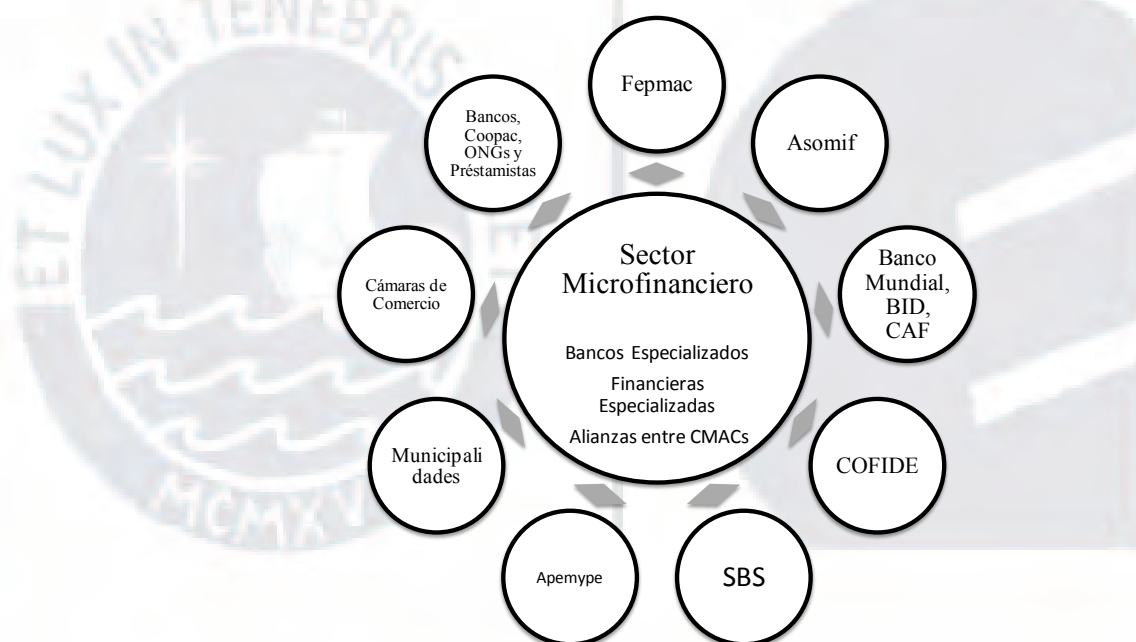 ET LUX IN TENEBRIS
MCMXV
Fepmac
Bancos,
Coopac,
ONGs y
Préstamistas
Asomif
Sector
Microfinanciero
Bancos Especializados
Financieras
Especializadas
Alianzas entre CMACs
Banco
Mundial,
BID,
CAF
Cámaras de
Comercio
Municipali
dades
COFIDE
Apemype
SBS